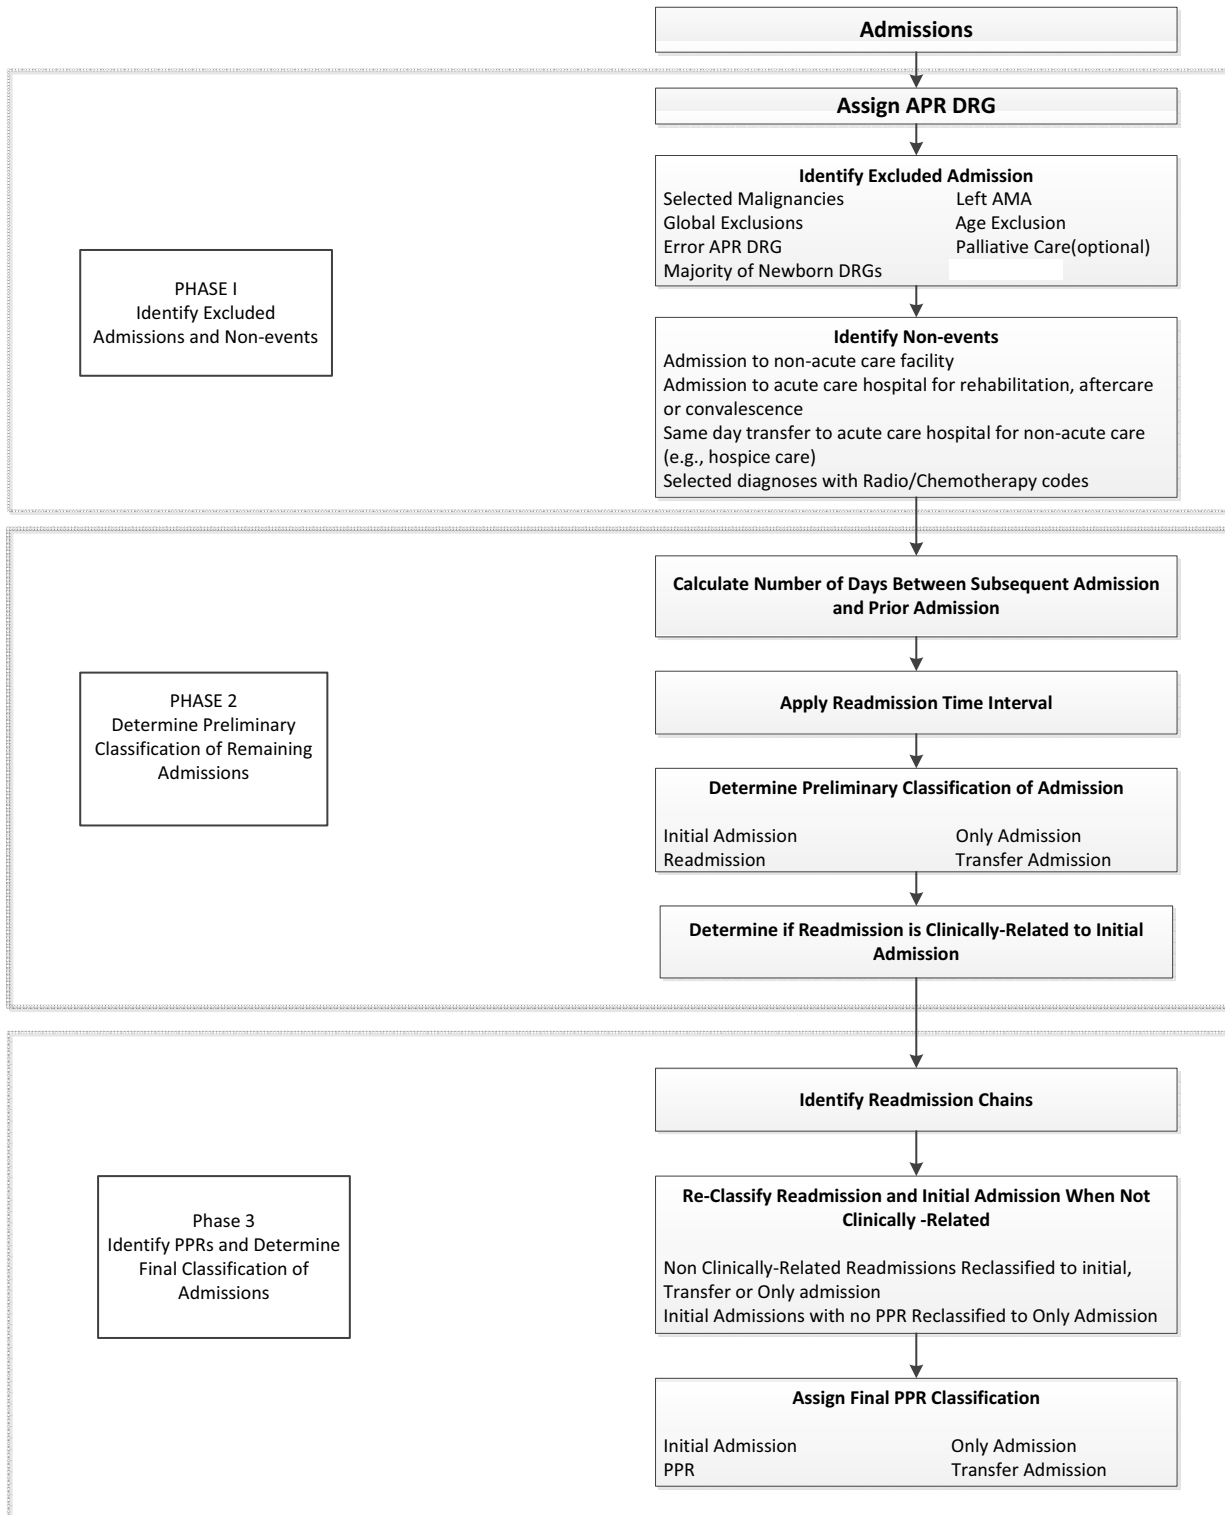 Admissions
Assign APR DRG
Identify Excluded Admission
Selected Malignancies Left AMA
Global Exclusions Age Exclusion
Error APR DRG Palliative Care(optional)
Majority of Newborn DRGs
PHASE I
Identify Excluded
Admissions and Non-events
Identify Non-events
Admission to non-acute care facility
Admission to acute care hospital for rehabilitation, aftercare
or convalescence
Same day transfer to acute care hospital for non-acute care
(e.g., hospice care)
Selected diagnoses with Radio/Chemotherapy codes
Calculate Number of Days Between Subsequent Admission
and Prior Admission
PHASE 2
Determine Preliminary
Classification of Remaining
Admissions
Apply Readmission Time Interval
Determine Preliminary Classification of Admission
Initial Admission Only Admission
Readmission Transfer Admission
Determine if Readmission is Clinically-Related to Initial
Admission
Identify Readmission Chains
Phase 3
Identify PPRs and Determine
Final Classification of
Admissions
Re-Classify Readmission and Initial Admission When Not
Clinically -Related
Non Clinically-Related Readmissions Reclassified to initial,
Transfer or Only admission
Initial Admissions with no PPR Reclassified to Only Admission
Assign Final PPR Classification
Initial Admission Only Admission
PPR Transfer Admission